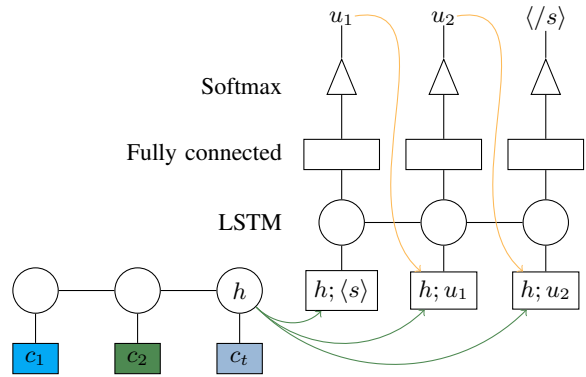 u₁ u₂ ⟨/s⟩
Softmax
Fully connected
LSTM
h h; ⟨s⟩ h; u₁ h; u₂
c₁ c₂ cₜ